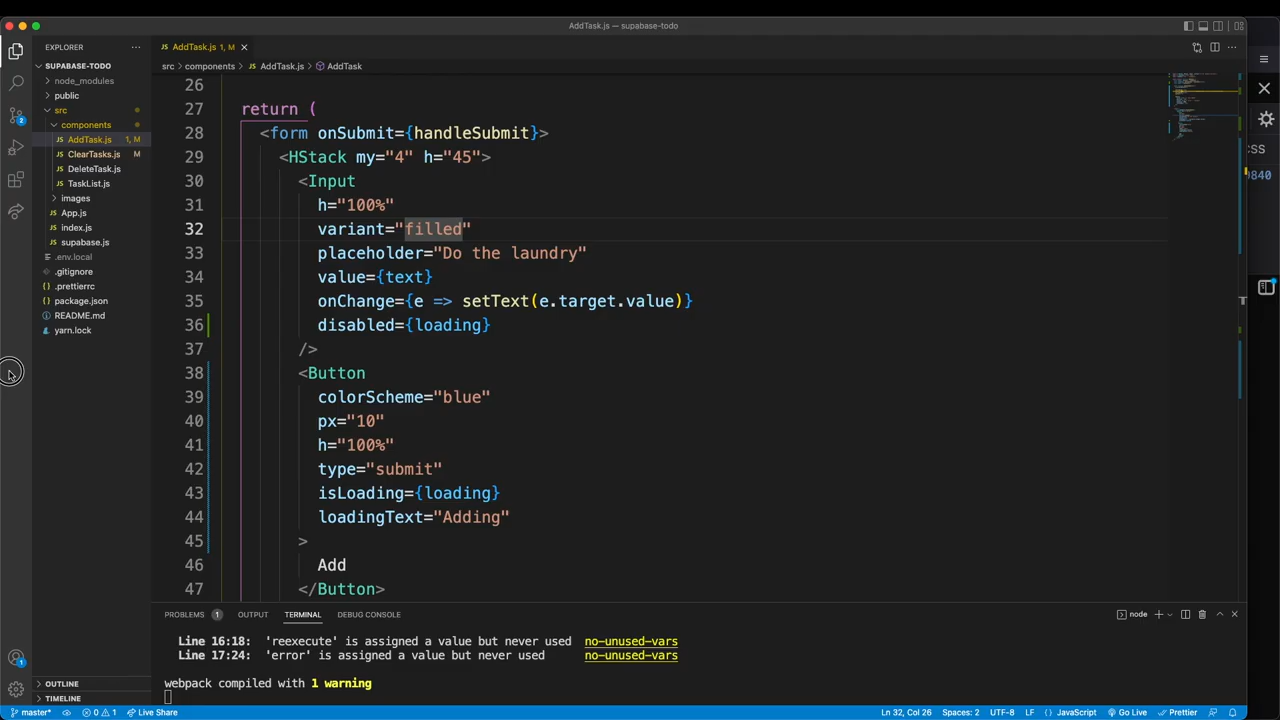 AddTask.js — supabase-todo
EXPLORER
AddTask.js 1, M
SUPABASE-TODO
src > components > AddTask.js > AddTask
node_modules
public
src
components
AddTask.js 1, M
ClearTasks.js M
DeleteTask.js
TaskList.js
images
App.js
index.js
supabase.js
.env.local
.gitignore
.prettierrc
package.json
README.md
yarn.lock
OUTLINE
TIMELINE
26
27 return (
28 <form onSubmit={handleSubmit}>
29 <HStack my="4" h="45">
30 <Input
31 h="100%"
32 variant="filled"
33 placeholder="Do the laundry"
34 value={text}
35 onChange={e => setText(e.target.value)}
36 disabled={loading}
37 />
38 <Button
39 colorScheme="blue"
40 px="10"
41 h="100%"
42 type="submit"
43 isLoading={loading}
44 loadingText="Adding"
45 >
46 Add
47 </Button>
PROBLEMS 1 OUTPUT TERMINAL DEBUG CONSOLE
node
Line 16:18: 'reexecute' is assigned a value but never used no-unused-vars
Line 17:24: 'error' is assigned a value but never used no-unused-vars
webpack compiled with 1 warning
master* 0 1 Live Share
Ln 32, Col 26 Spaces: 2 UTF-8 LF { } JavaScript Go Live Prettier
2
1
CSS
9840